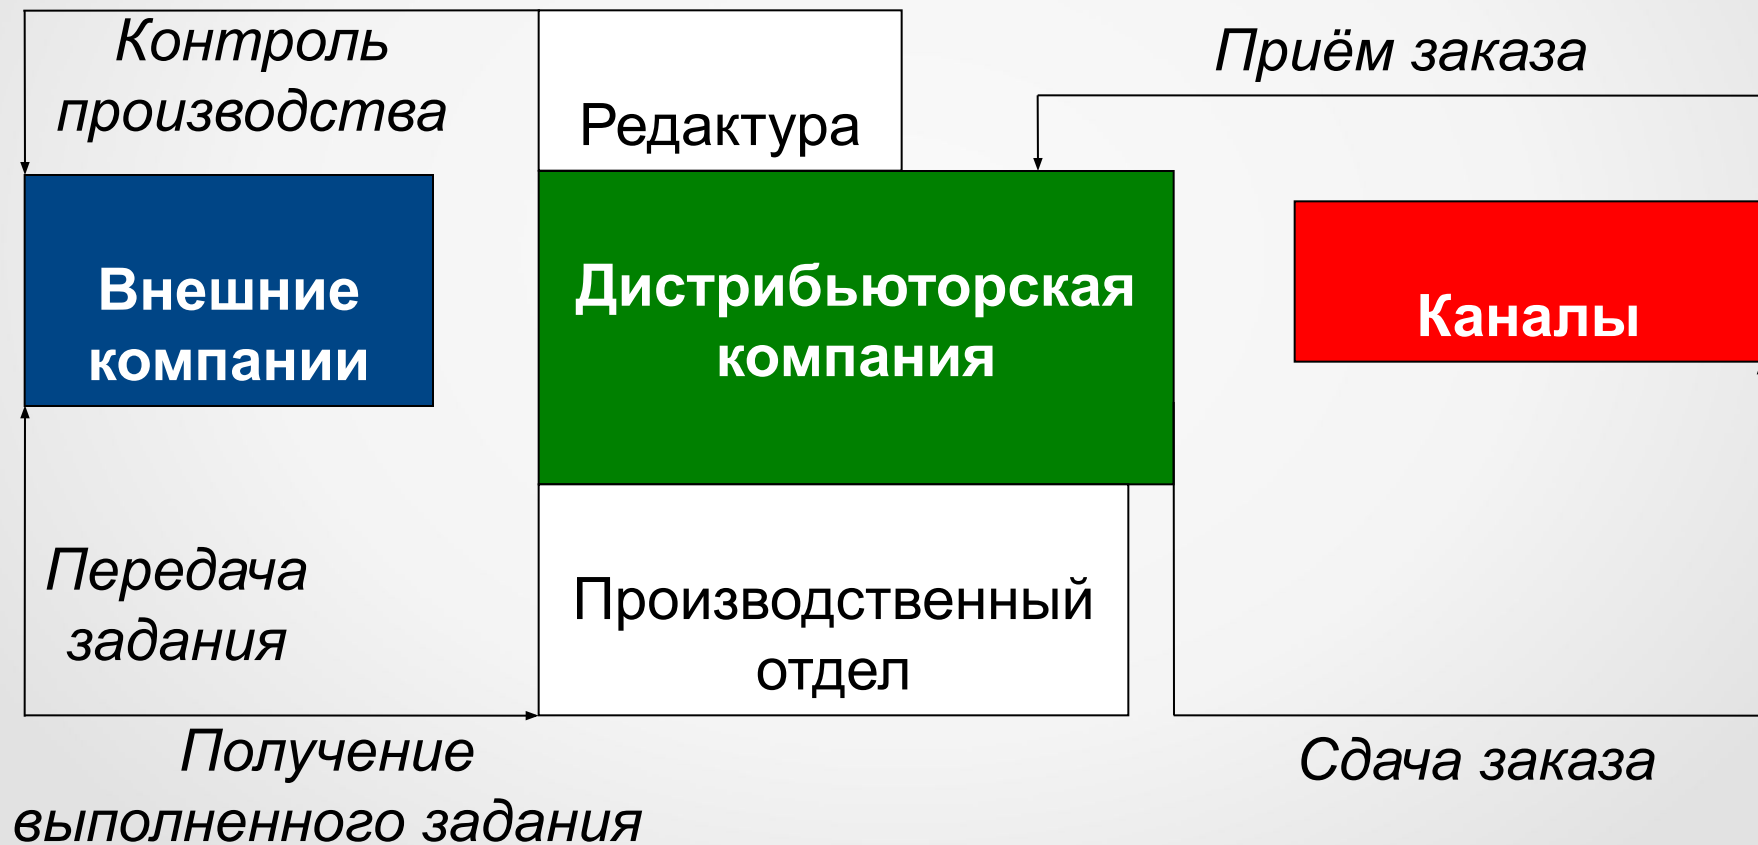 Контроль
производства
Приём заказа
Редактура
Внешние
компании
Дистрибьюторская
компания
Каналы
Передача
задания
Производственный
отдел
Получение
выполненного задания
Сдача заказа